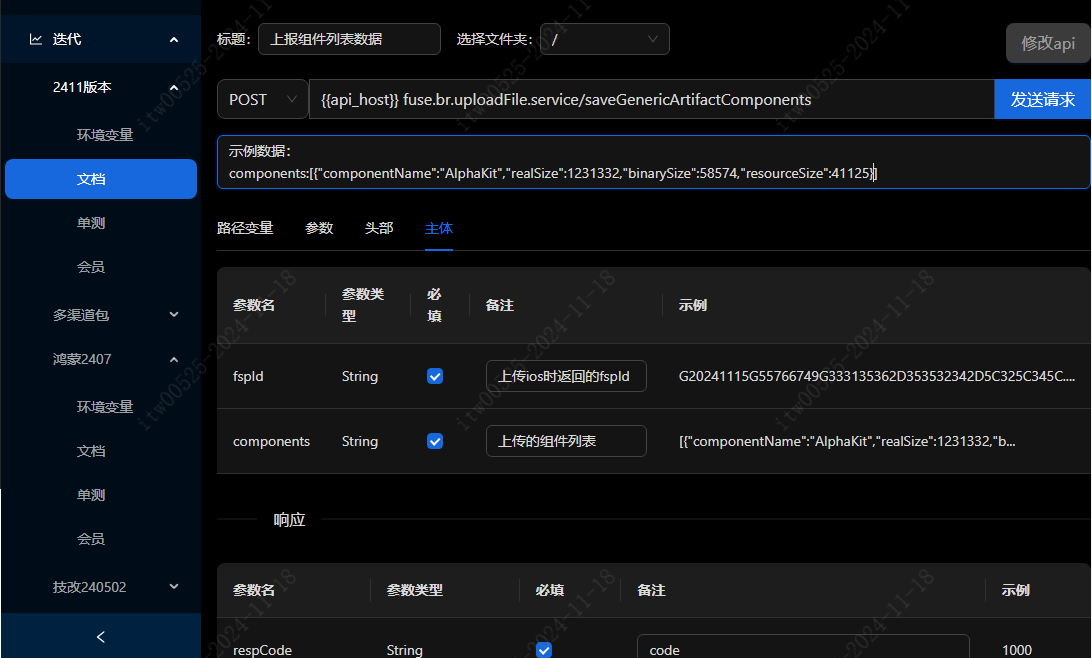 迭代
2411版本
环境变量
文档
单测
会员
多渠道包
鸿蒙2407
环境变量
文档
单测
会员
技改240502
标题: 上报组件列表数据 选择文件夹: / 修改api
POST {{api_host}} fuse.br.uploadFile.service/saveGenericArtifactComponents 发送请求
示例数据:
components:[{"componentName":"AlphaKit","realSize":1231332,"binarySize":58574,"resourceSize":41125}]
路径变量 参数 头部 主体
参数名 参数类型 必填 备注 示例
fspId String 上传ios时返回的fspId G20241115G55766749G333135362D353532342D5C325C345C....
components String 上传的组件列表 [{"componentName":"AlphaKit","realSize":1231332,"b...
响应
参数名 参数类型 必填 备注 示例
respCode String code 1000
itw00525-2024-11-18
itw00525-2024-11-18
itw00525-2024-11-18
itw00525-2024-11-18
itw00525-2024-11-18
itw00525-2024-11-18